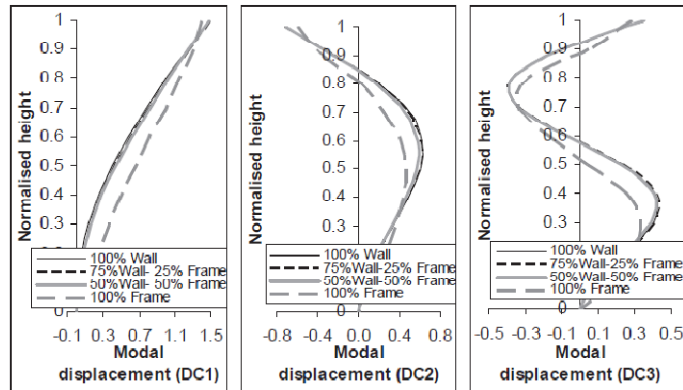 1
0.9
0.8
0.7
0.6
0.5
0.4
0.3
0
Normalised height
100% Wall
75%Wall- 25% Frame
50%Wall- 50% Frame
100% Frame
-0.1 0.3 0.7 1.1 1.5
Modal
displacement (DC1)
1
0.9
0.8
0.7
0.6
0.5
0.4
0.3
0
Normalised height
100% Wall
75%Wall-25% Frame
50%Wall-50% Frame
100% Frame
-0.8 -0.4 0.0 0.4 0.8
Modal
displacement (DC2)
1
0.9
0.8
0.7
0.6
0.5
0.4
0.3
0
Normalised height
100% Wall
75%Wall-25% Frame
50%Wall-50% Frame
100% Frame
-0.5 -0.3 -0.1 0.1 0.3 0.5
Modal
displacement (DC3)